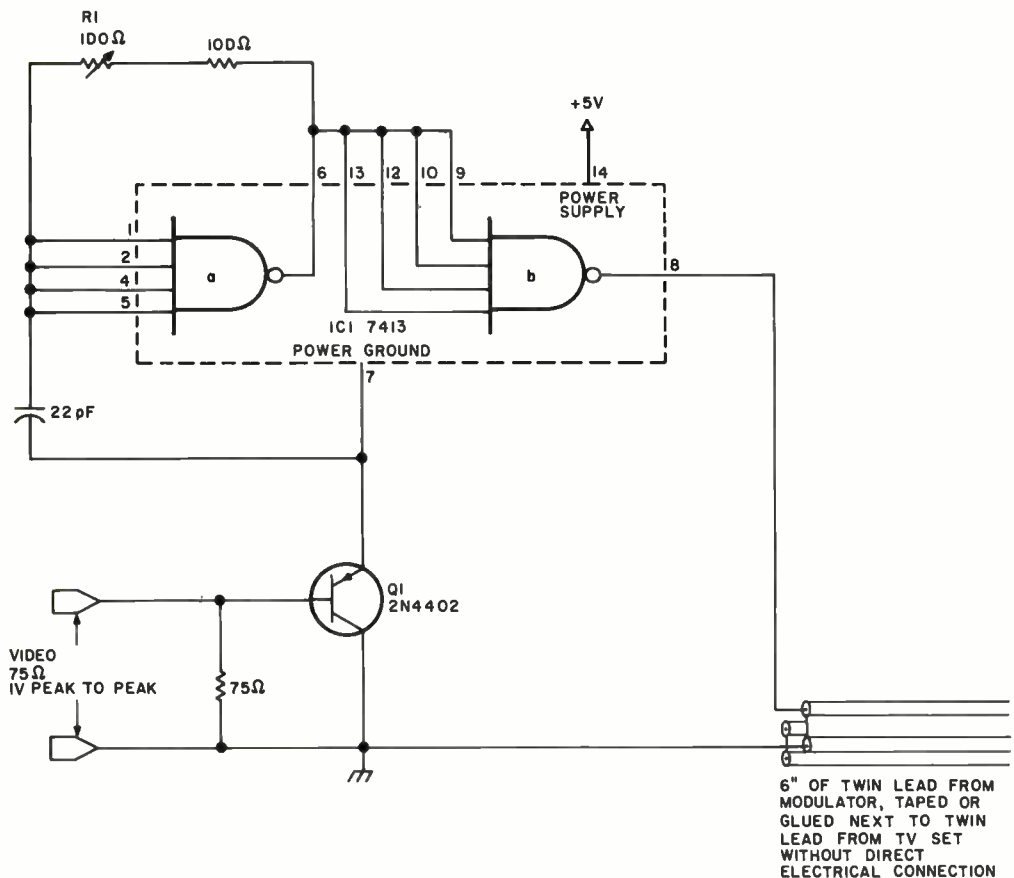 R1
100Ω
100Ω
+5V
6
13
12
10
9
14
POWER
SUPPLY
1
2
4
5
a
b
8
IC1 7413
POWER GROUND
7
22pF
Q1
2N4402
VIDEO
75Ω
1V PEAK TO PEAK
75Ω
6" OF TWIN LEAD FROM
MODULATOR, TAPED OR
GLUED NEXT TO TWIN
LEAD FROM TV SET
WITHOUT DIRECT
ELECTRICAL CONNECTION